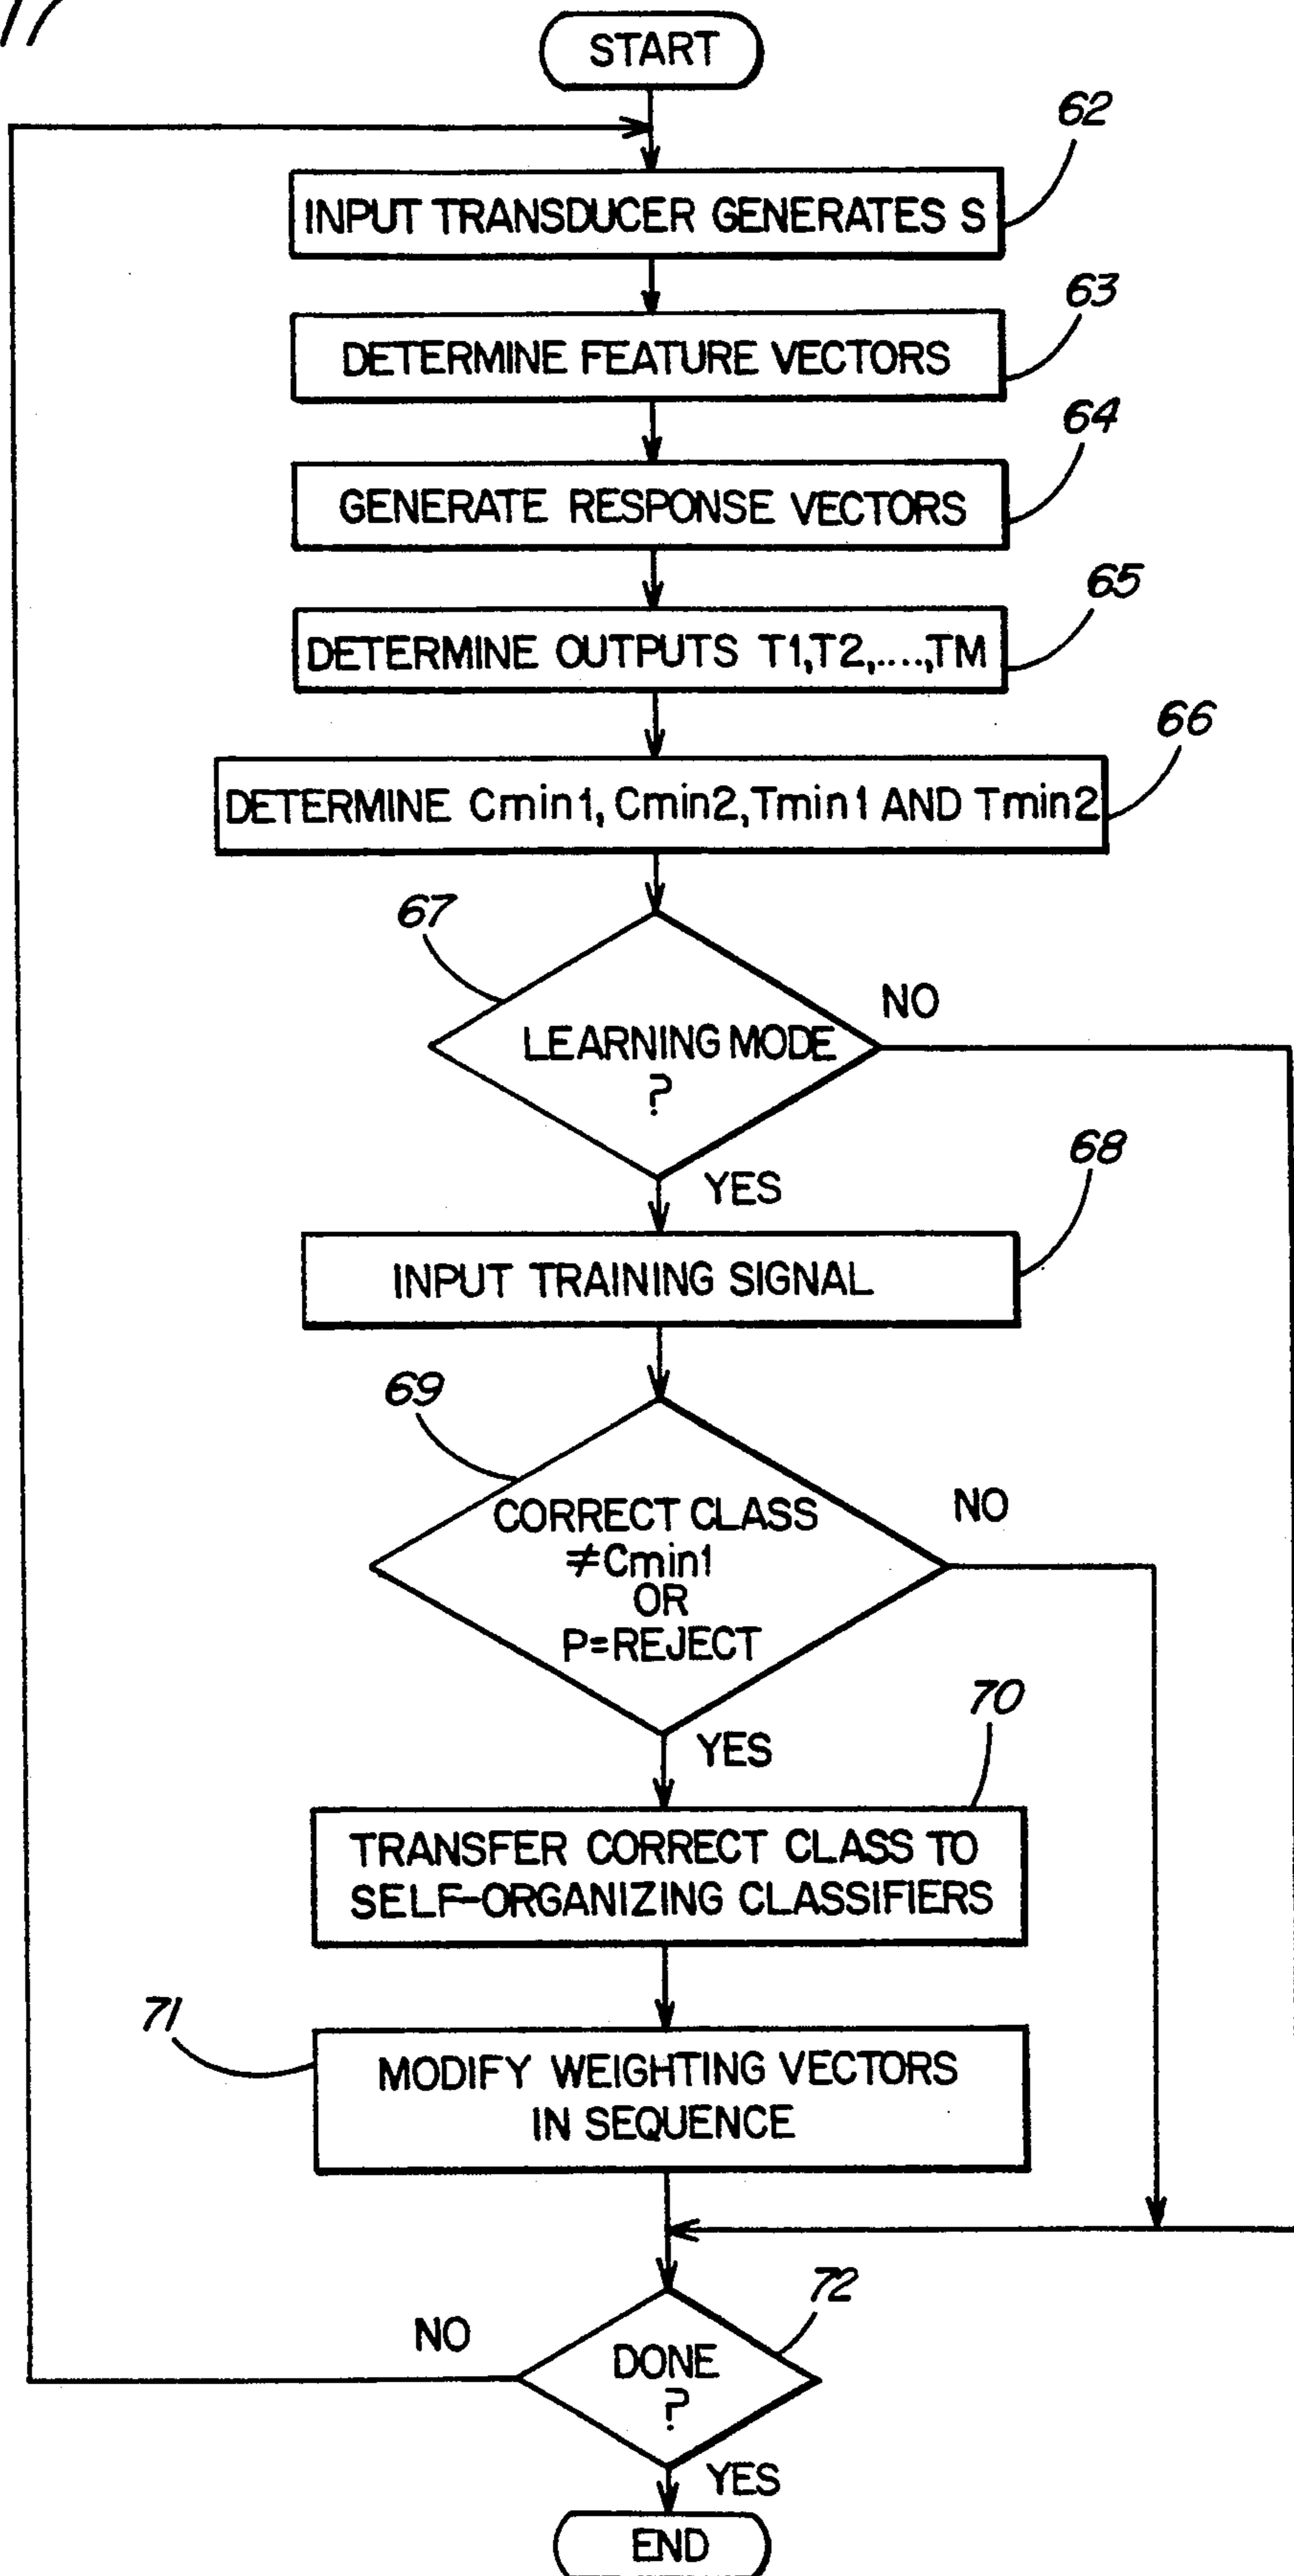 START
62
INPUT TRANSDUCER GENERATES S
63
DETERMINE FEATURE VECTORS
64
GENERATE RESPONSE VECTORS
65
DETERMINE OUTPUTS T1,T2,....,TM
66
DETERMINE Cmin1, Cmin2,Tmin1 AND Tmin2
67
NO
LEARNING MODE
?
YES
68
INPUT TRAINING SIGNAL
69
NO
CORRECT CLASS
≠Cmin1
OR
P=REJECT
YES
70
TRANSFER CORRECT CLASS TO
SELF-ORGANIZING CLASSIFIERS
71
MODIFY WEIGHTING VECTORS
IN SEQUENCE
72
NO
DONE
?
YES
END